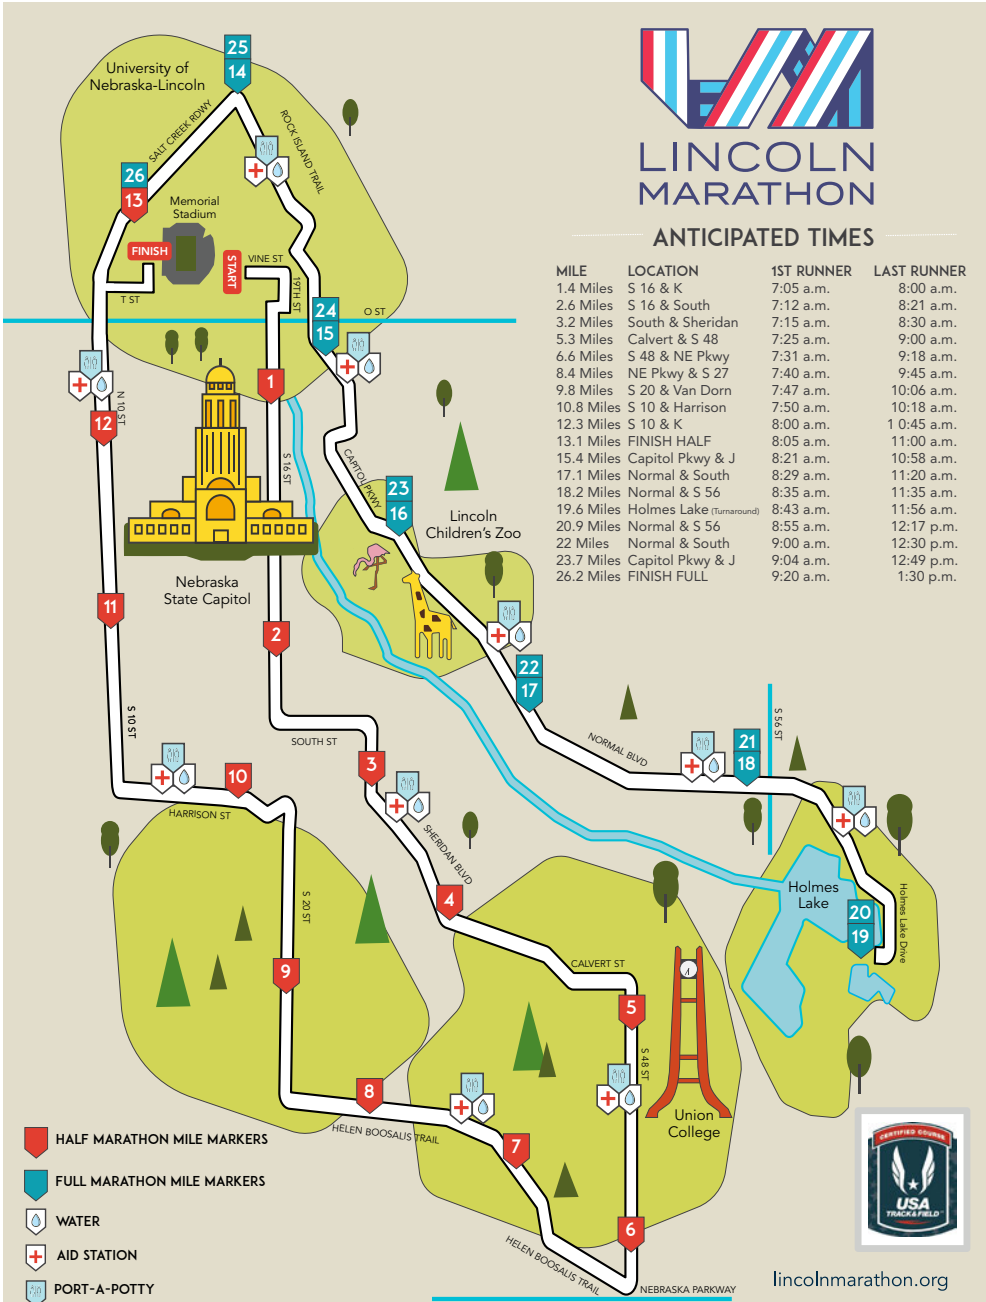 LINCOLN
MARATHON
ANTICIPATED TIMES
MILE LOCATION 1ST RUNNER LAST RUNNER
1.4 Miles S 16 & K 7:05 a.m. 8:00 a.m.
2.6 Miles S 16 & South 7:12 a.m. 8:21 a.m.
3.2 Miles South & Sheridan 7:15 a.m. 8:30 a.m.
5.3 Miles Calvert & S 48 7:25 a.m. 9:00 a.m.
6.6 Miles S 48 & NE Pkwy 7:31 a.m. 9:18 a.m.
8.4 Miles NE Pkwy & S 27 7:40 a.m. 9:45 a.m.
9.8 Miles S 20 & Van Dorn 7:47 a.m. 10:06 a.m.
10.8 Miles S 10 & Harrison 7:50 a.m. 10:18 a.m.
12.3 Miles S 10 & K 8:00 a.m. 1 0:45 a.m.
13.1 Miles FINISH HALF 8:05 a.m. 11:00 a.m.
15.4 Miles Capitol Pkwy & J 8:21 a.m. 10:58 a.m.
17.1 Miles Normal & South 8:29 a.m. 11:20 a.m.
18.2 Miles Normal & S 56 8:35 a.m. 11:35 a.m.
19.6 Miles Holmes Lake (Turnaround) 8:43 a.m. 11:56 a.m.
20.9 Miles Normal & S 56 8:55 a.m. 12:17 p.m.
22 Miles Normal & South 9:00 a.m. 12:30 p.m.
23.7 Miles Capitol Pkwy & J 9:04 a.m. 12:49 p.m.
26.2 Miles FINISH FULL 9:20 a.m. 1:30 p.m.
25
14
University of
Nebraska-Lincoln
SALT CREEK RDWY
ROCK ISLAND TRAIL
26
13
Memorial
Stadium
FINISH
START
VINE ST
19TH ST
T ST
24
15
O ST
1
N 10 ST
12
S 16 ST
CAPITOL PKWY
23
16
Lincoln
Children's Zoo
Nebraska
State Capitol
11
2
22
17
S 10 ST
SOUTH ST
NORMAL BLVD
S 56 ST
21
18
3
10
HARRISON ST
SHERIDAN BLVD
4
S 20 ST
Holmes
Lake
Holmes Lake Drive
20
19
9
CALVERT ST
5
S 48 ST
8
HELEN BOOSALIS TRAIL
7
Union
College
6
HELEN BOOSALIS TRAIL
NEBRASKA PARKWAY
HALF MARATHON MILE MARKERS
FULL MARATHON MILE MARKERS
WATER
AID STATION
PORT-A-POTTY
CERTIFIED COURSE
USA
TRACK & FIELD
lincolnmarathon.org